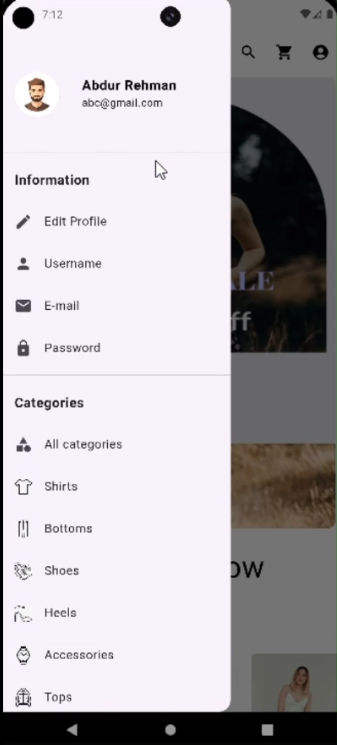 7:12
Abdur Rehman
abc@gmail.com
Information
Edit Profile
Username
E-mail
Password
Categories
All categories
Shirts
Bottoms
Shoes
Heels
Accessories
Tops
ALE
ff
ow